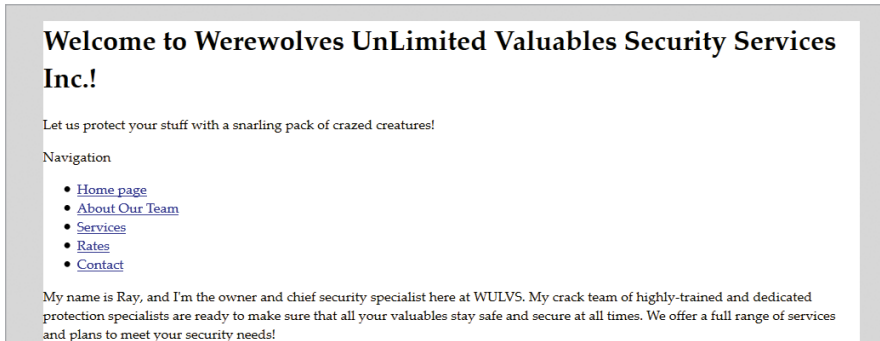 Welcome to Werewolves UnLimited Valuables Security Services
Inc.!
Let us protect your stuff with a snarling pack of crazed creatures!
Navigation
Home page
About Our Team
Services
Rates
Contact
My name is Ray, and I'm the owner and chief security specialist here at WULVS. My crack team of highly-trained and dedicated
protection specialists are ready to make sure that all your valuables stay safe and secure at all times. We offer a full range of services
and plans to meet your security needs!